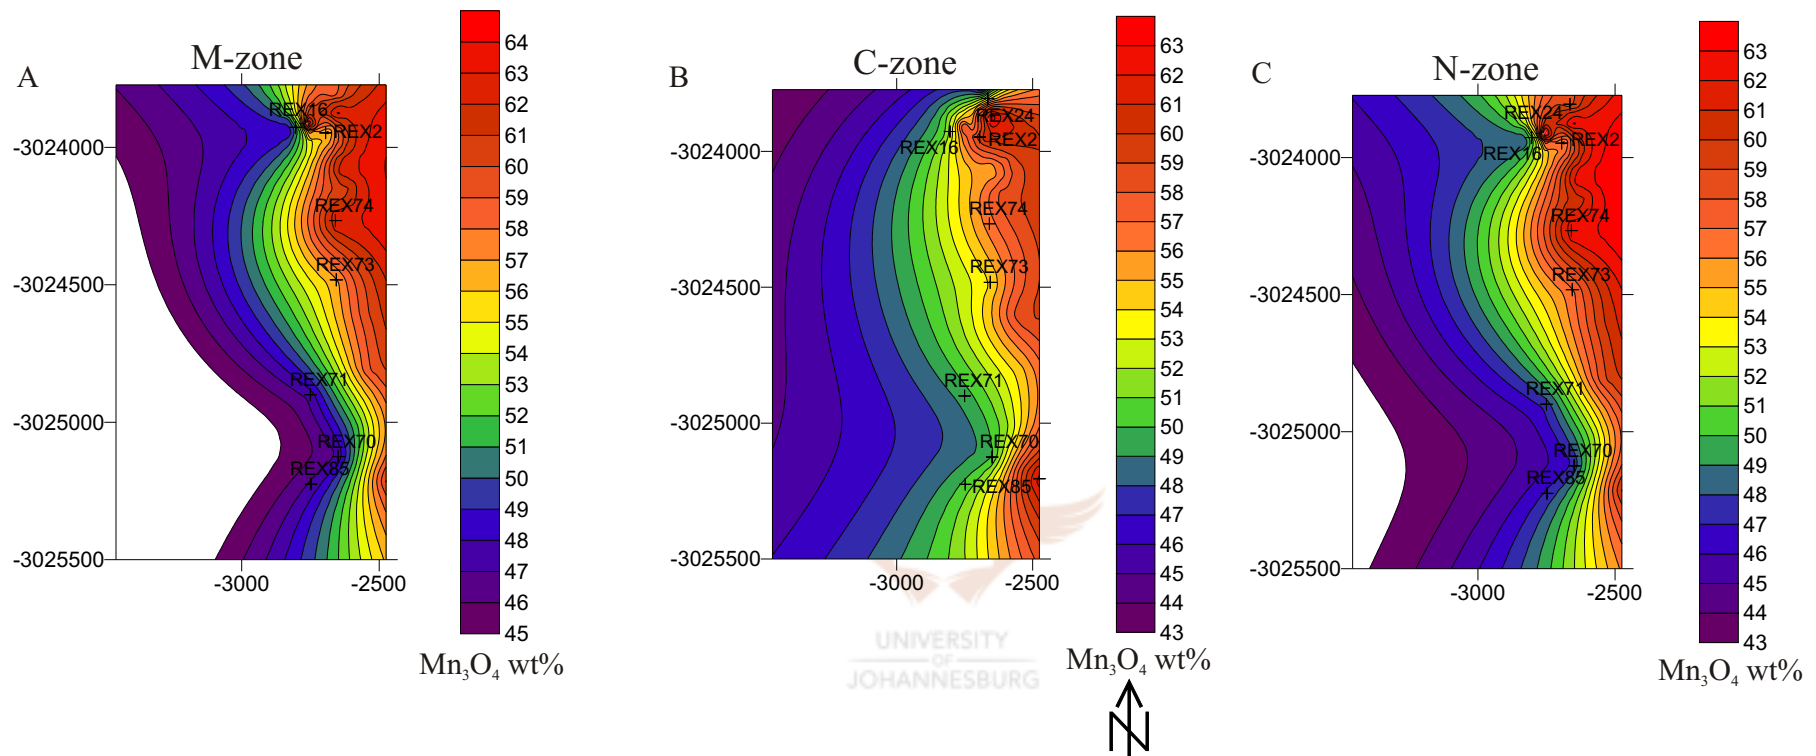 A
M-zone
REX16
REX2
REX74
REX73
REX71
REX70
REX85
-3024000
-3024500
-3025000
-3025500
-3000
-2500
64
63
62
61
60
59
58
57
56
55
54
53
52
51
50
49
48
47
46
45
Mn₃O₄ wt%
B
C-zone
REX24
REX16
REX2
REX74
REX73
REX71
REX70
REX85
-3024000
-3024500
-3025000
-3025500
-3000
-2500
63
62
61
60
59
58
57
56
55
54
53
52
51
50
49
48
47
46
45
44
43
Mn₃O₄ wt%
N
C
N-zone
REX24
REX16
REX2
REX74
REX73
REX71
REX70
REX85
-3024000
-3024500
-3025000
-3025500
-3000
-2500
63
62
61
60
59
58
57
56
55
54
53
52
51
50
49
48
47
46
45
44
43
Mn₃O₄ wt%
UNIVERSITY
OF
JOHANNESBURG